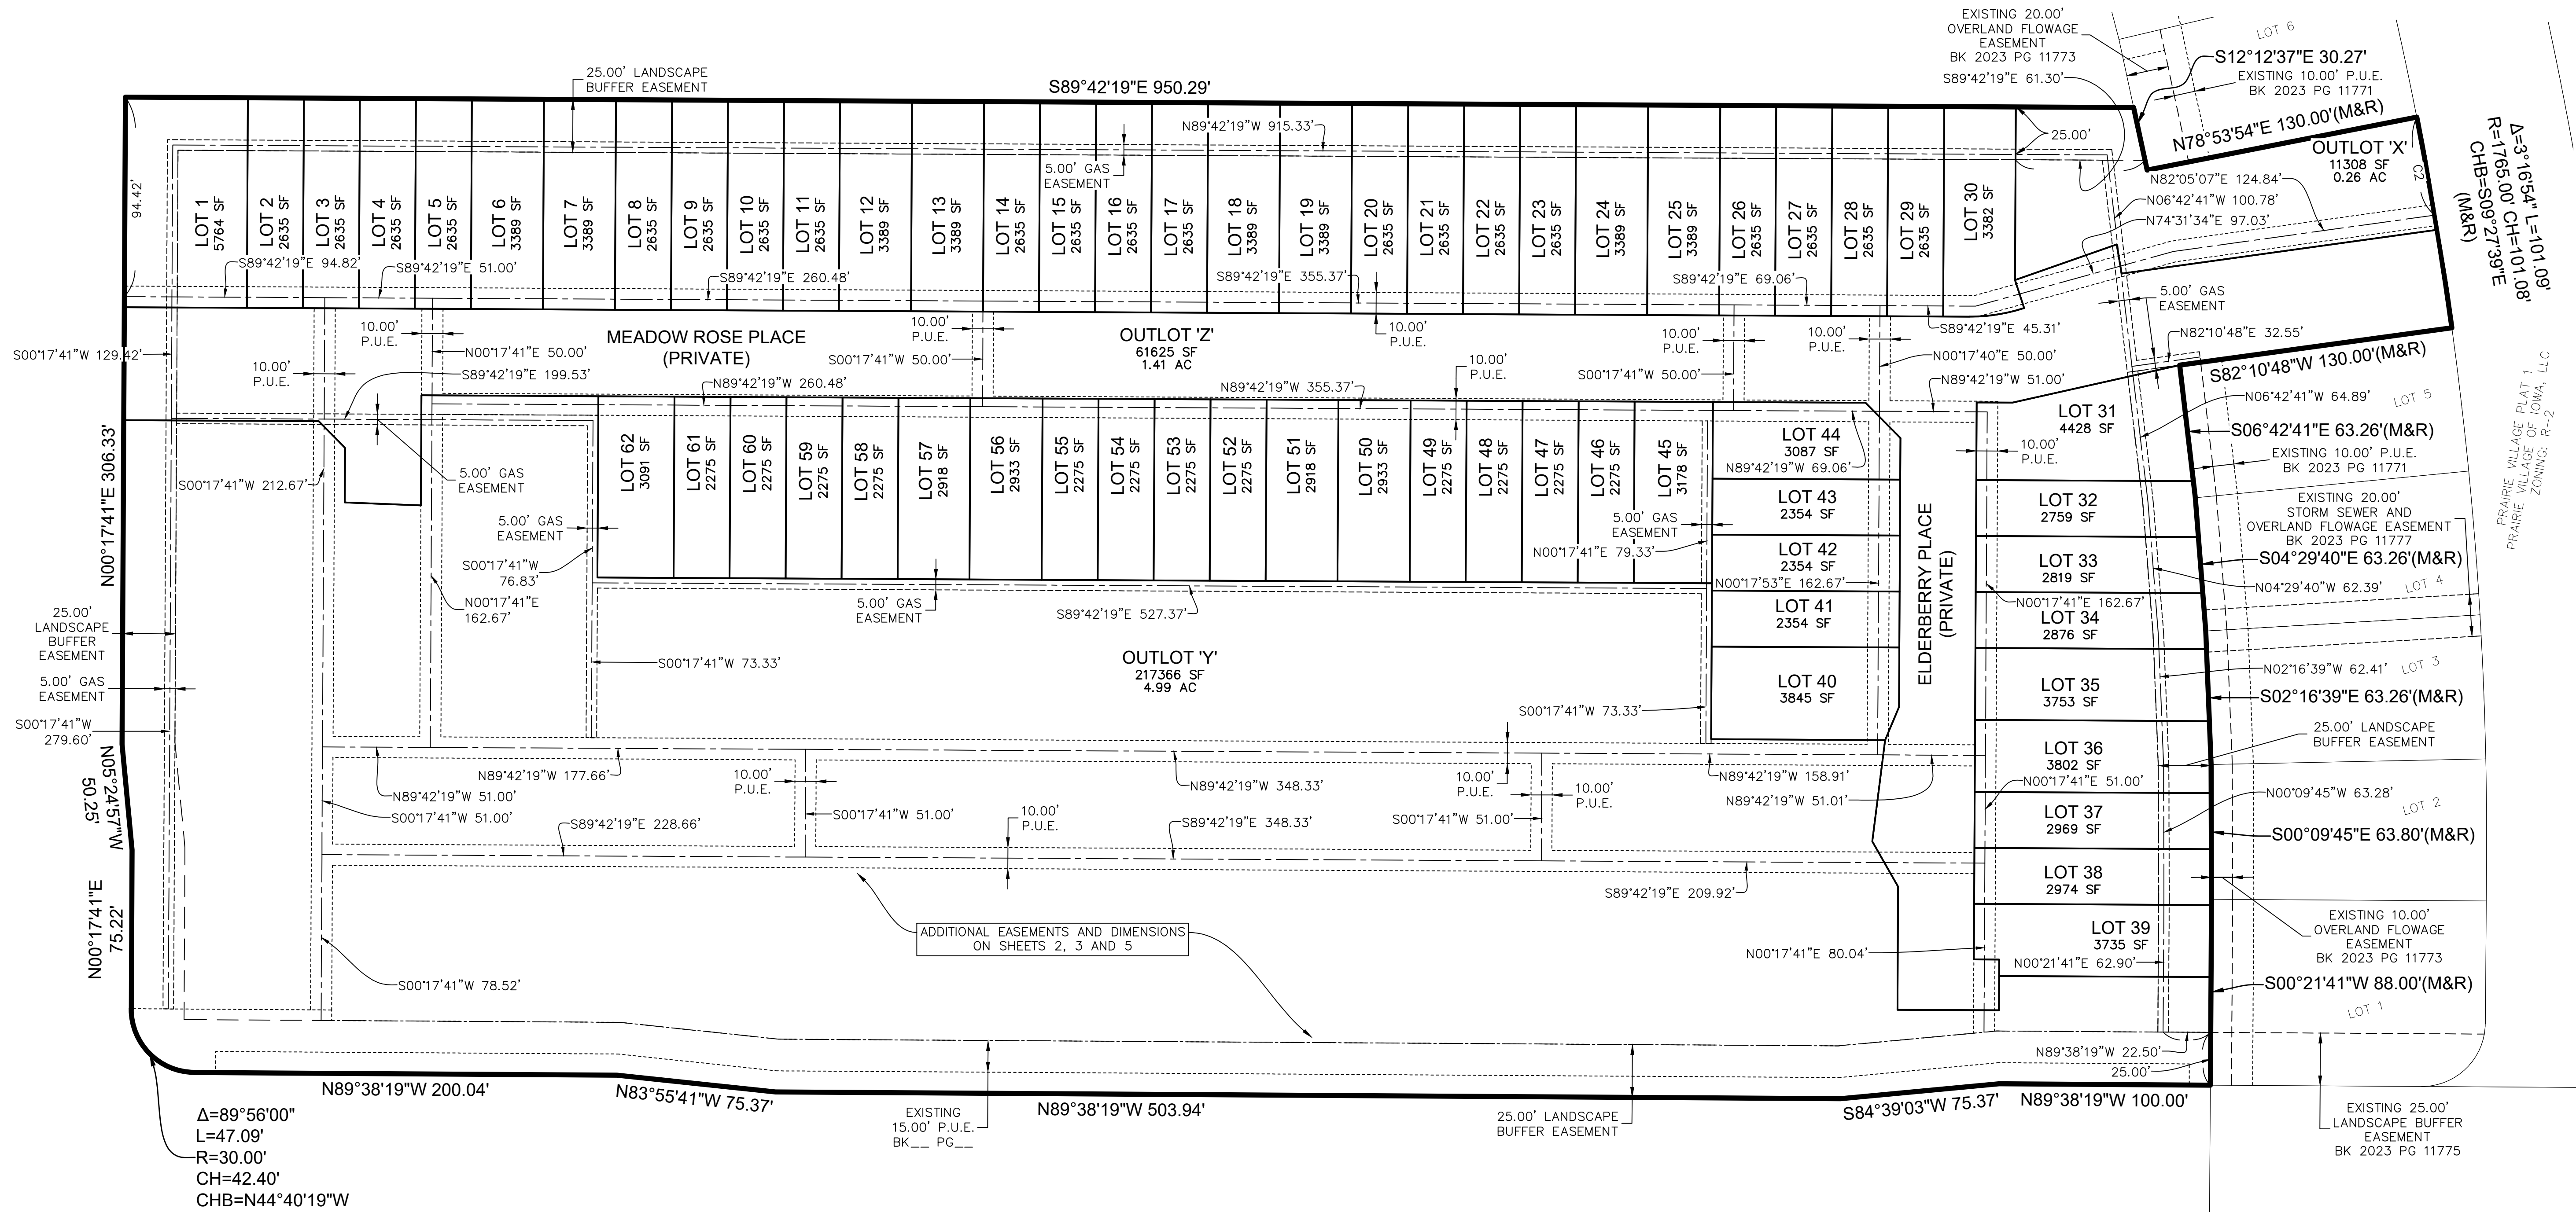 EXISTING 20.00'
OVERLAND FLOWAGE
EASEMENT
BK 2023 PG 11773
S89°42'19"E 61.30'
LOT 6
S12°12'37"E 30.27'
EXISTING 10.00' P.U.E.
BK 2023 PG 11771
N78°53'54"E 130.00'(M&R)
Δ=3°16'54" L=101.09'
R=1765.00' CH=101.08'
CHB=S09°27'39"E
(M&R)
25.00' LANDSCAPE
BUFFER EASEMENT
S89°42'19"E 950.29'
N89°42'19"W 915.33'
25.00'
5.00' GAS
EASEMENT
OUTLOT 'X'
11308 SF
0.26 AC
C2
N82°05'07"E 124.84'
N06°42'41"W 100.78'
N74°31'34"E 97.03'
94.42'
LOT 1
5764 SF
LOT 2
2635 SF
LOT 3
2635 SF
LOT 4
2635 SF
LOT 5
2635 SF
LOT 6
3389 SF
LOT 7
3389 SF
LOT 8
2635 SF
LOT 9
2635 SF
LOT 10
2635 SF
LOT 11
2635 SF
LOT 12
3389 SF
LOT 13
3389 SF
LOT 14
2635 SF
LOT 15
2635 SF
LOT 16
2635 SF
LOT 17
2635 SF
LOT 18
3389 SF
LOT 19
3389 SF
LOT 20
2635 SF
LOT 21
2635 SF
LOT 22
2635 SF
LOT 23
2635 SF
LOT 24
3389 SF
LOT 25
3389 SF
LOT 26
2635 SF
LOT 27
2635 SF
LOT 28
2635 SF
LOT 29
2635 SF
LOT 30
3382 SF
S89°42'19"E 94.82'
S89°42'19"E 51.00'
S89°42'19"E 260.48'
S89°42'19"E 355.37'
S89°42'19"E 69.06'
5.00' GAS
EASEMENT
S00°17'41"W 129.42'
10.00'
P.U.E.
10.00'
P.U.E.
MEADOW ROSE PLACE
(PRIVATE)
N00°17'41"E 50.00'
S89°42'19"E 199.53'
N89°42'19"W 260.48'
10.00'
P.U.E.
S00°17'41"W 50.00'
OUTLOT 'Z'
61625 SF
1.41 AC
10.00'
P.U.E.
N89°42'19"W 355.37'
10.00'
P.U.E.
10.00'
P.U.E.
S00°17'41"W 50.00'
10.00'
P.U.E.
S89°42'19"E 45.31'
N00°17'40"E 50.00'
N89°42'19"W 51.00'
N82°10'48"E 32.55'
S82°10'48"W 130.00'(M&R)
PRAIRIE VILLAGE PLAT 1
PRAIRIE VILLAGE OF IOWA, LLC
ZONING: R-2
N00°17'41"E 306.33'
S00°17'41"W 212.67'
5.00' GAS
EASEMENT
5.00' GAS
EASEMENT
S00°17'41"W
76.83'
N00°17'41"E
162.67'
LOT 62
3091 SF
LOT 61
2275 SF
LOT 60
2275 SF
LOT 59
2275 SF
LOT 58
2275 SF
LOT 57
2918 SF
LOT 56
2933 SF
LOT 55
2275 SF
LOT 54
2275 SF
LOT 53
2275 SF
LOT 52
2275 SF
LOT 51
2918 SF
LOT 50
2933 SF
LOT 49
2275 SF
LOT 48
2275 SF
LOT 47
2275 SF
LOT 46
2275 SF
LOT 45
3178 SF
LOT 44
3087 SF
N89°42'19"W 69.06'
LOT 43
2354 SF
LOT 42
2354 SF
N00°17'53"E 162.67'
LOT 41
2354 SF
LOT 40
3845 SF
5.00' GAS
EASEMENT
N00°17'41"E 79.33'
ELDERBERRY PLACE
(PRIVATE)
LOT 31
4428 SF
10.00'
P.U.E.
LOT 32
2759 SF
LOT 33
2819 SF
N00°17'41"E 162.67'
LOT 34
2876 SF
LOT 35
3753 SF
LOT 36
3802 SF
N00°17'41"E 51.00'
LOT 37
2969 SF
LOT 38
2974 SF
LOT 39
3735 SF
N00°21'41"E 62.90'
N06°42'41"W 64.89'
LOT 5
S06°42'41"E 63.26'(M&R)
EXISTING 10.00' P.U.E.
BK 2023 PG 11771
EXISTING 20.00'
STORM SEWER AND
OVERLAND FLOWAGE EASEMENT
BK 2023 PG 11777
S04°29'40"E 63.26'(M&R)
N04°29'40"W 62.39'
LOT 4
N02°16'39"W 62.41'
LOT 3
S02°16'39"E 63.26'(M&R)
25.00' LANDSCAPE
BUFFER EASEMENT
N00°09'45"W 63.28'
LOT 2
S00°09'45"E 63.80'(M&R)
EXISTING 10.00'
OVERLAND FLOWAGE
EASEMENT
BK 2023 PG 11773
S00°21'41"W 88.00'(M&R)
LOT 1
25.00'
LANDSCAPE
BUFFER
EASEMENT
5.00' GAS
EASEMENT
S00°17'41"W
279.60'
5.00' GAS
EASEMENT
S89°42'19"E 527.37'
S00°17'41"W 73.33'
OUTLOT 'Y'
217366 SF
4.99 AC
S00°17'41"W 73.33'
N05°24'57"W
50.25'
N89°42'19"W 177.66'
N89°42'19"W 51.00'
S00°17'41"W 51.00'
10.00'
P.U.E.
S00°17'41"W 51.00'
N89°42'19"W 348.33'
10.00'
P.U.E.
10.00'
P.U.E.
S00°17'41"W 51.00'
N89°42'19"W 158.91'
N89°42'19"W 51.01'
S89°42'19"E 228.66'
10.00'
P.U.E.
S89°42'19"E 348.33'
S89°42'19"E 209.92'
N00°17'41"E
75.22'
ADDITIONAL EASEMENTS AND DIMENSIONS
ON SHEETS 2, 3 AND 5
N00°17'41"E 80.04'
S00°17'41"W 78.52'
N89°38'19"W 22.50'
25.00'
N89°38'19"W 200.04'
N83°55'41"W 75.37'
EXISTING
15.00' P.U.E.
BK__ PG__
N89°38'19"W 503.94'
25.00' LANDSCAPE
BUFFER EASEMENT
S84°39'03"W 75.37'
N89°38'19"W 100.00'
EXISTING 25.00'
LANDSCAPE BUFFER
EASEMENT
BK 2023 PG 11775
Δ=89°56'00"
L=47.09'
R=30.00'
CH=42.40'
CHB=N44°40'19"W